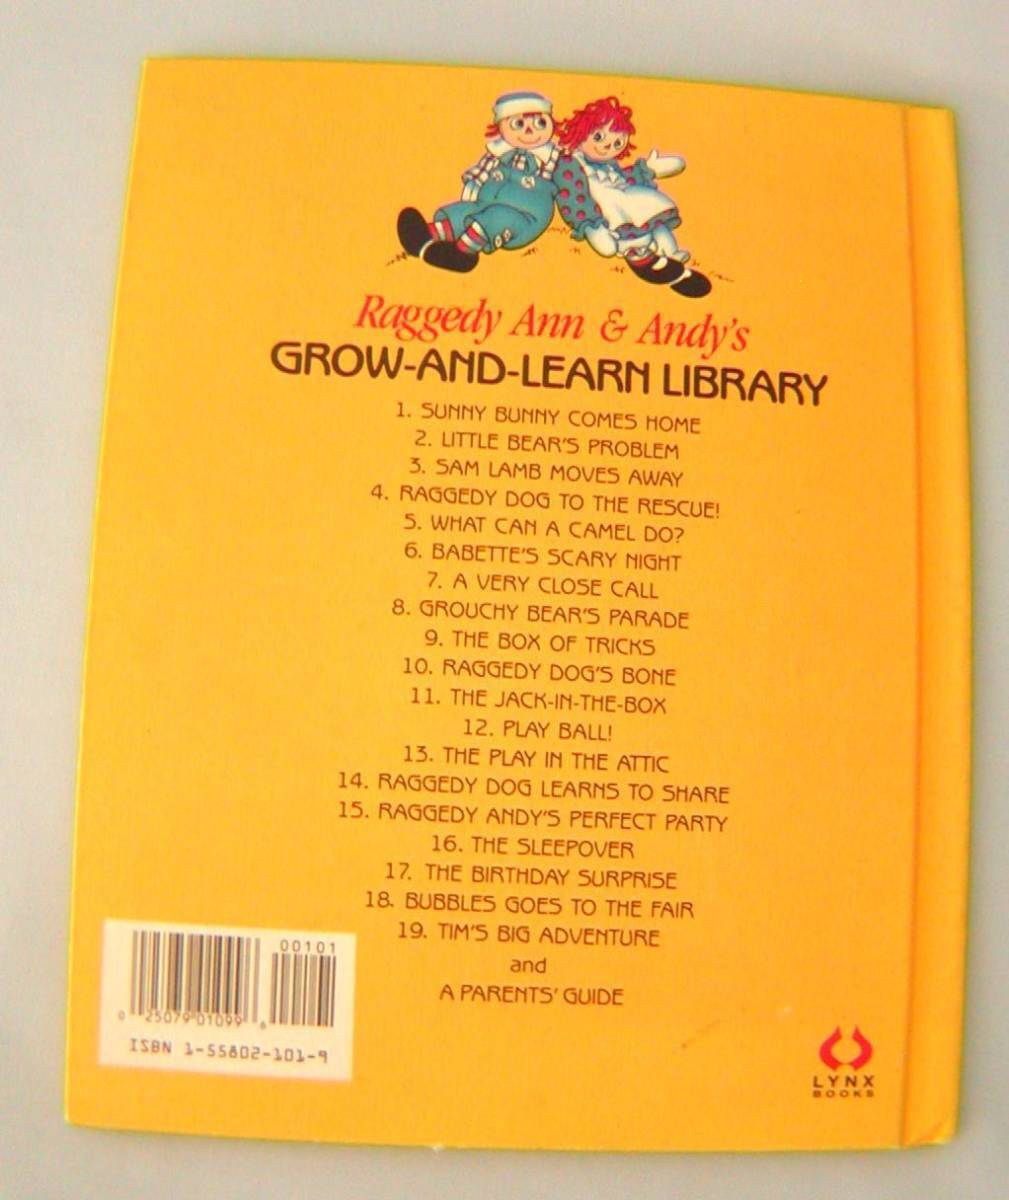 Raggedy Ann & Andy's
GROW-AND-LEARN LIBRARY
1. SUNNY BUNNY COMES HOME
2. LITTLE BEAR'S PROBLEM
3. SAM LAMB MOVES AWAY
4. RAGGEDY DOG TO THE RESCUE!
5. WHAT CAN A CAMEL DO?
6. BABETTE'S SCARY NIGHT
7. A VERY CLOSE CALL
8. GROUCHY BEAR'S PARADE
9. THE BOX OF TRICKS
10. RAGGEDY DOG'S BONE
11. THE JACK-IN-THE-BOX
12. PLAY BALL!
13. THE PLAY IN THE ATTIC
14. RAGGEDY DOG LEARNS TO SHARE
15. RAGGEDY ANDY'S PERFECT PARTY
16. THE SLEEPOVER
17. THE BIRTHDAY SURPRISE
18. BUBBLES GOES TO THE FAIR
19. TIM'S BIG ADVENTURE
and
A PARENTS' GUIDE
00101
0 25079 01099 6
ISBN 1-55802-101-9
LYNX
BOOKS